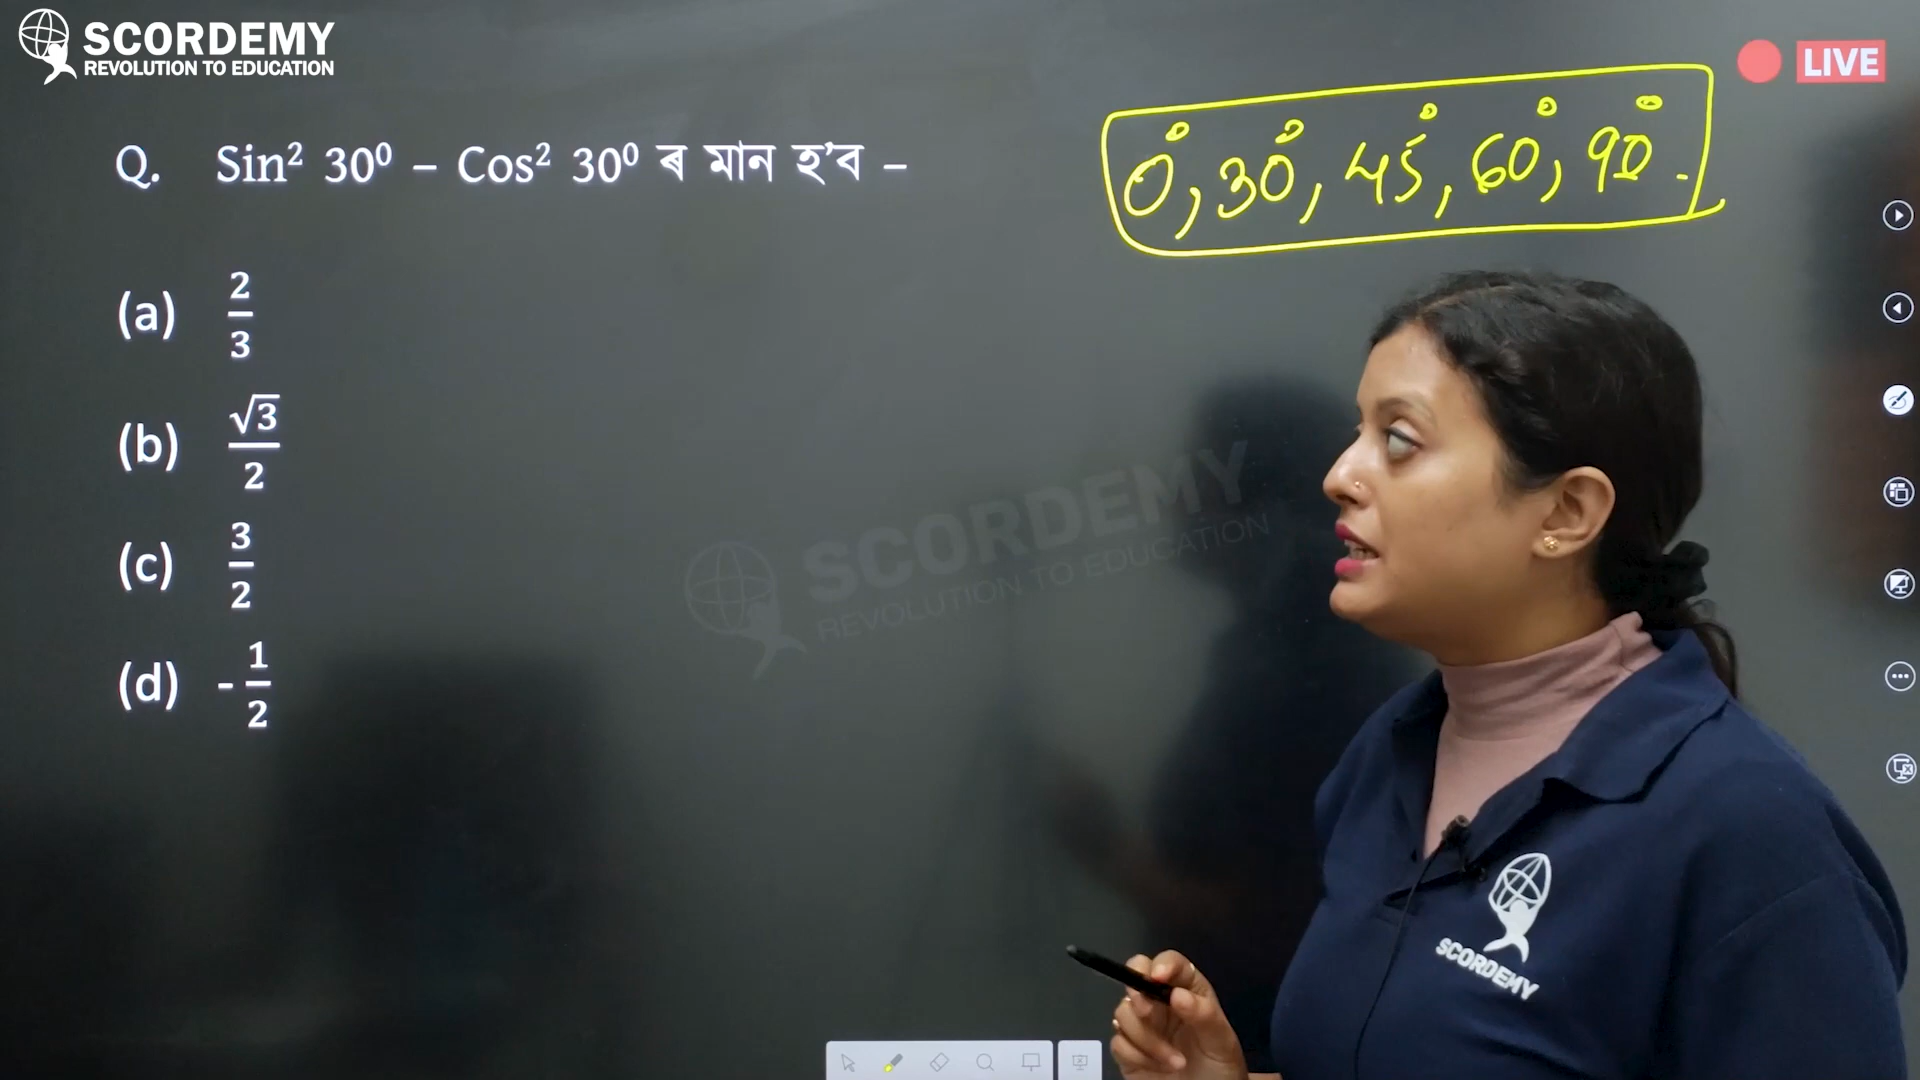 SCORDEMY
REVOLUTION TO EDUCATION
LIVE
0°, 30°, 45°, 60°, 90°.
Q. Sin² 30⁰ – Cos² 30⁰ ৰ মান হ’ব –
(a) 2/3
(b) √3/2
(c) 3/2
(d) - 1/2
SCORDEMY
REVOLUTION TO EDUCATION
SCORDEMY